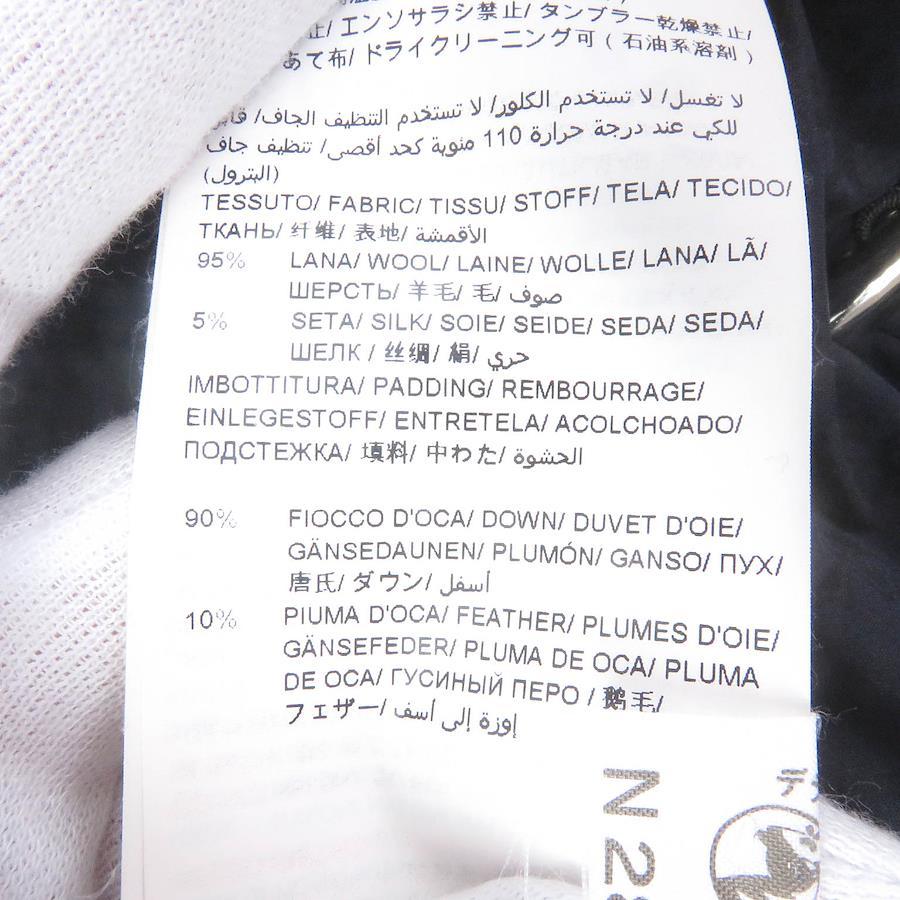 止/ エンソサラシ禁止/ タンブラー乾燥禁止/
あて布/ ドライクリーニング可 ( 石油系溶剤 )
لا تغسل/ لا تستخدم الكلور/ لا تستخدم التنظيف الجاف/
للكي عند درجة حرارة 110 مئوية كحد أقصى/ تنظيف جاف
(البترول)
TESSUTO/ FABRIC/ TISSU/ STOFF/ TELA/ TECIDO/
ТКАНЬ/ 纤维/ 表地/ الأقمشة
95% LANA/ WOOL/ LAINE/ WOLLE/ LANA/ LÃ/
ШЕРСТЬ/ 羊毛/ 毛/ صوف
5% SETA/ SILK/ SOIE/ SEIDE/ SEDA/ SEDA/
ШЕЛК / 丝绸/ 絹/ حري
IMBOTTITURA/ PADDING/ REMBOURRAGE/
EINLEGESTOFF/ ENTRETELA/ ACOLCHOADO/
ПОДСТЕЖКА/ 填料/ 中わた/ الحشوة
90% FIOCCO D'OCA/ DOWN/ DUVET D'OIE/
GÄNSEDAUNEN/ PLUMÓN/ GANSO/ ПУХ/
唐氏/ ダウン/ أسفل
10% PIUMA D'OCA/ FEATHER/ PLUMES D'OIE/
GÄNSEFEDER/ PLUMA DE OCA/ PLUMA
DE OCA/ ГУСИНЫЙ ПЕРО / 鹅毛/
フェザー/ إوزة إلى أسف
N 28